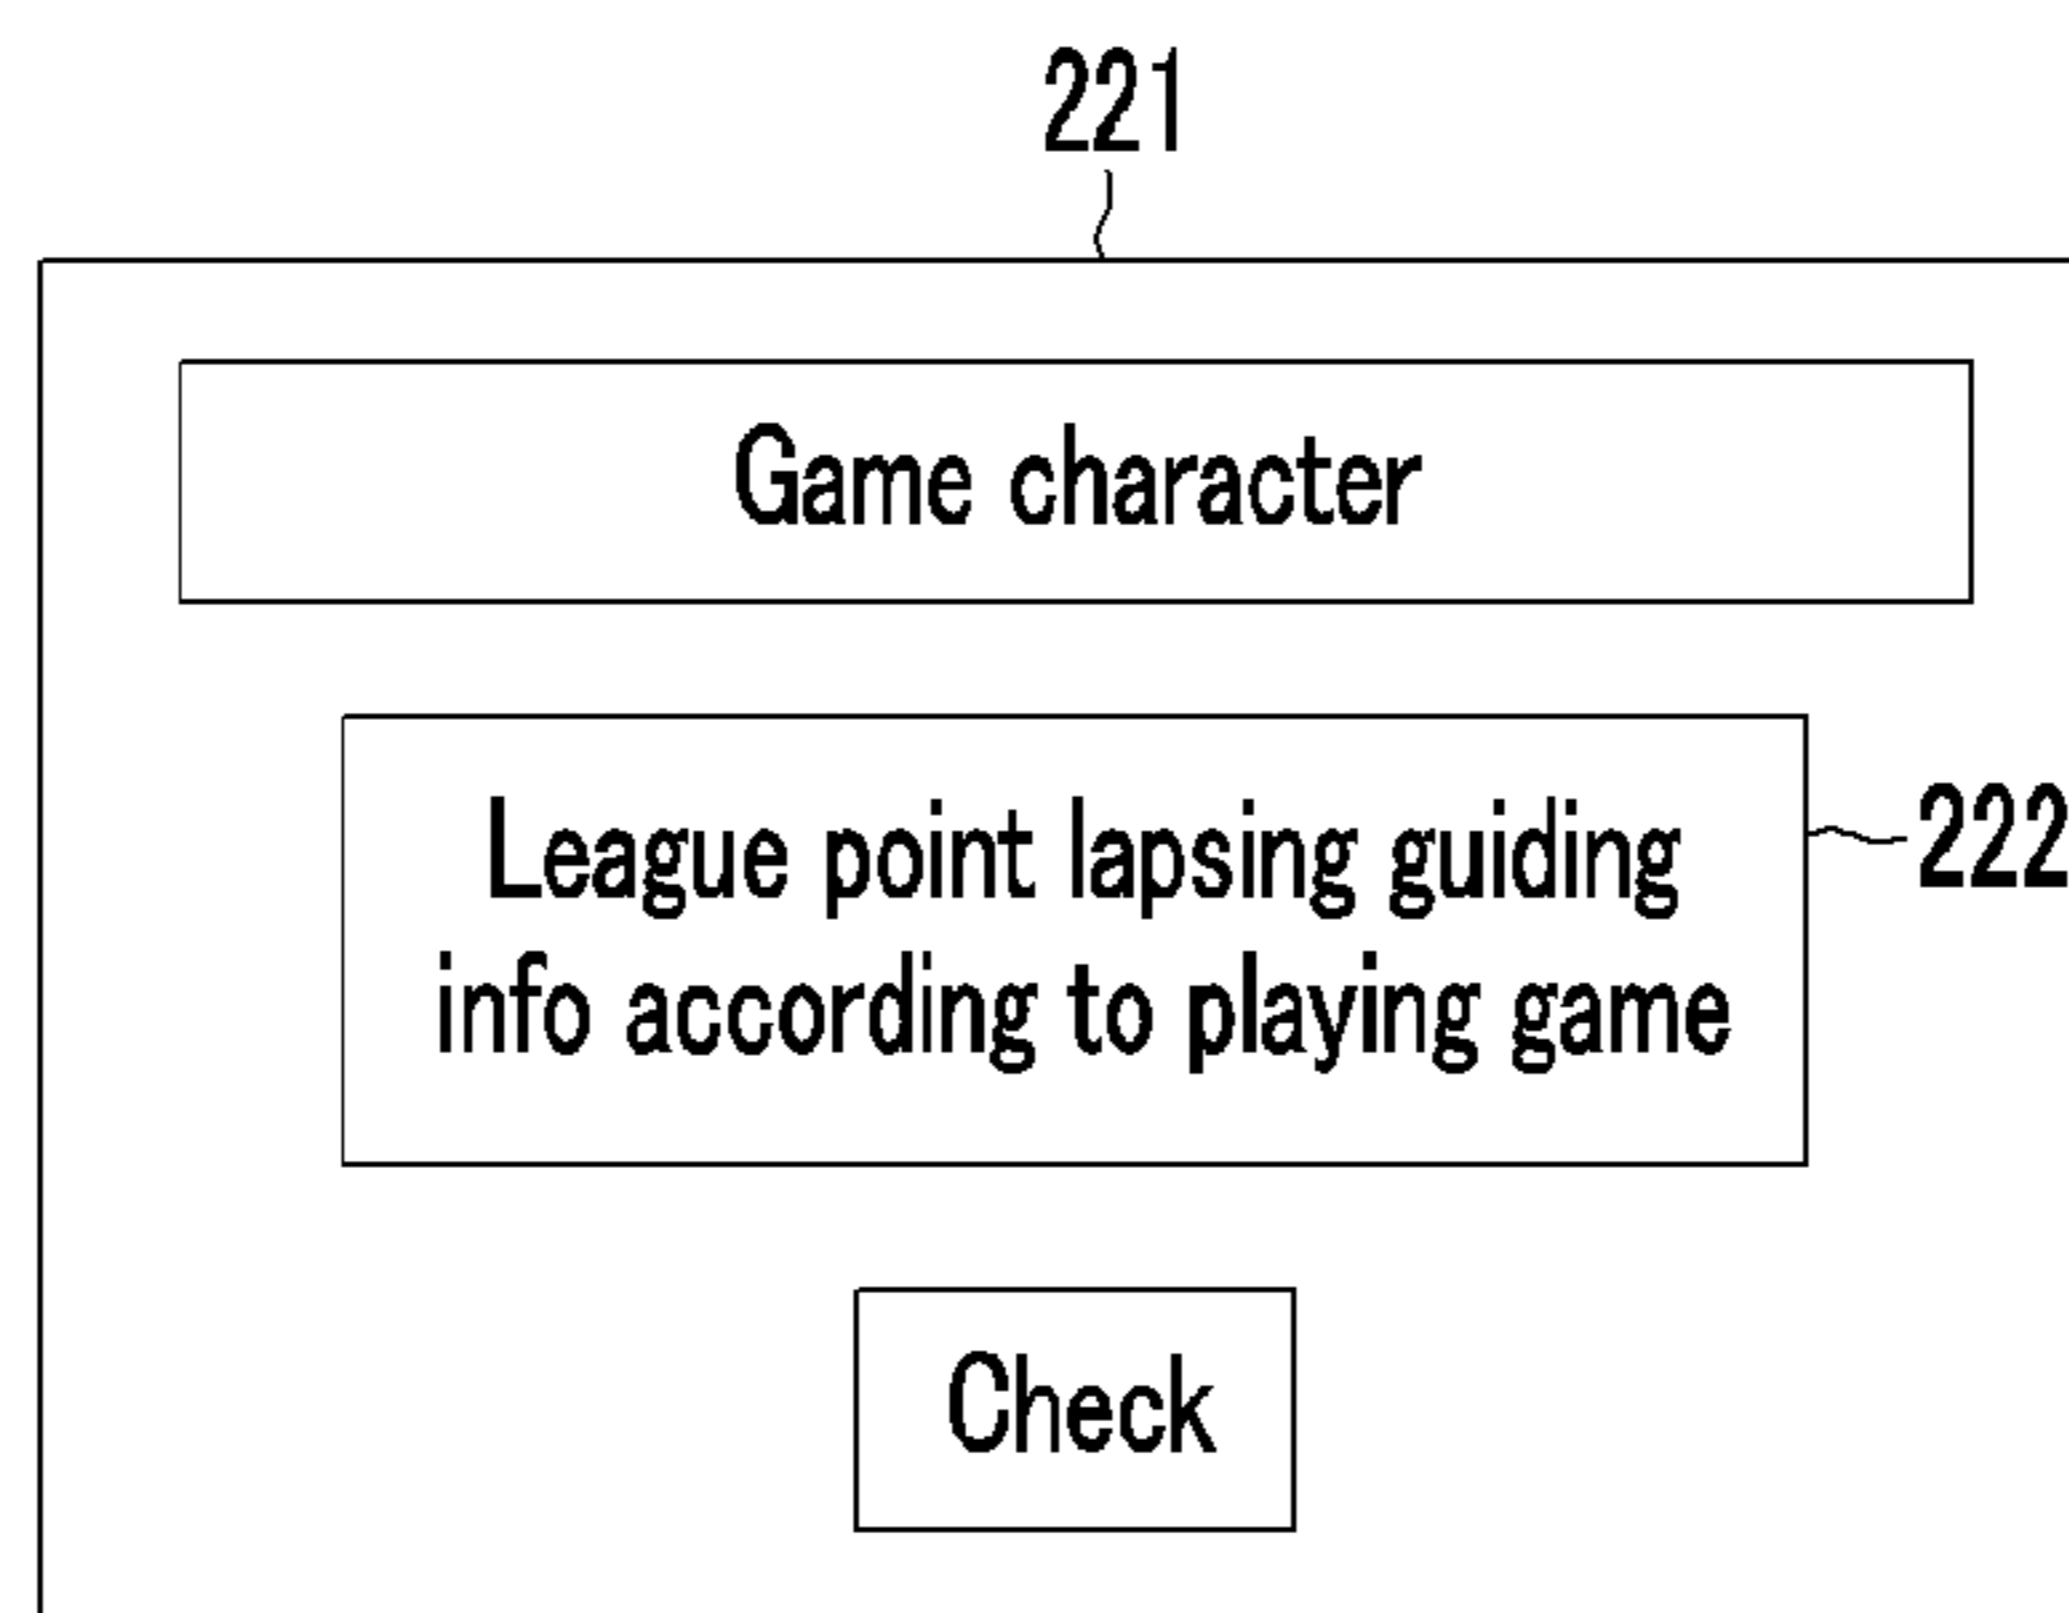 221
Game character
League point lapsing guiding
info according to playing game
222
Check